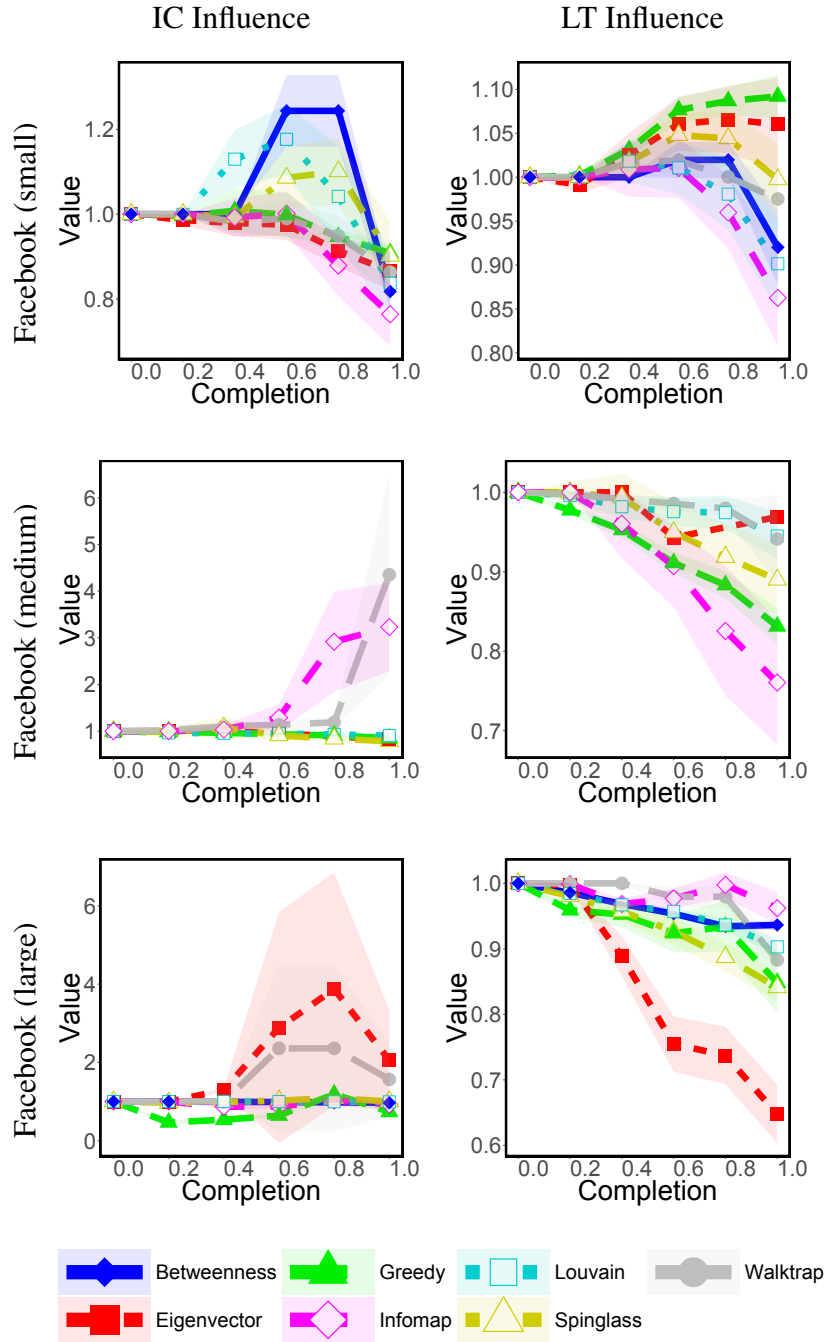 IC Influence LT Influence
Facebook (small)
Value
1.2
1.0
0.8
0.0 0.2 0.4 0.6 0.8 1.0
Completion
Value
1.10
1.05
1.00
0.95
0.90
0.85
0.80
0.0 0.2 0.4 0.6 0.8 1.0
Completion
Facebook (medium)
Value
6
5
4
3
2
1
0.0 0.2 0.4 0.6 0.8 1.0
Completion
Value
1.0
0.9
0.8
0.7
0.0 0.2 0.4 0.6 0.8 1.0
Completion
Facebook (large)
Value
6
4
2
0
0.0 0.2 0.4 0.6 0.8 1.0
Completion
Value
1.0
0.9
0.8
0.7
0.6
0.0 0.2 0.4 0.6 0.8 1.0
Completion
Betweenness Greedy Louvain Walktrap
Eigenvector Infomap Spinglass